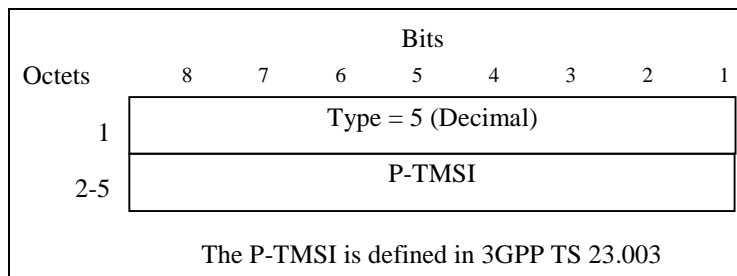 Bits
Octets 8 7 6 5 4 3 2 1
1 Type = 5 (Decimal)
2-5 P-TMSI
The P-TMSI is defined in 3GPP TS 23.003